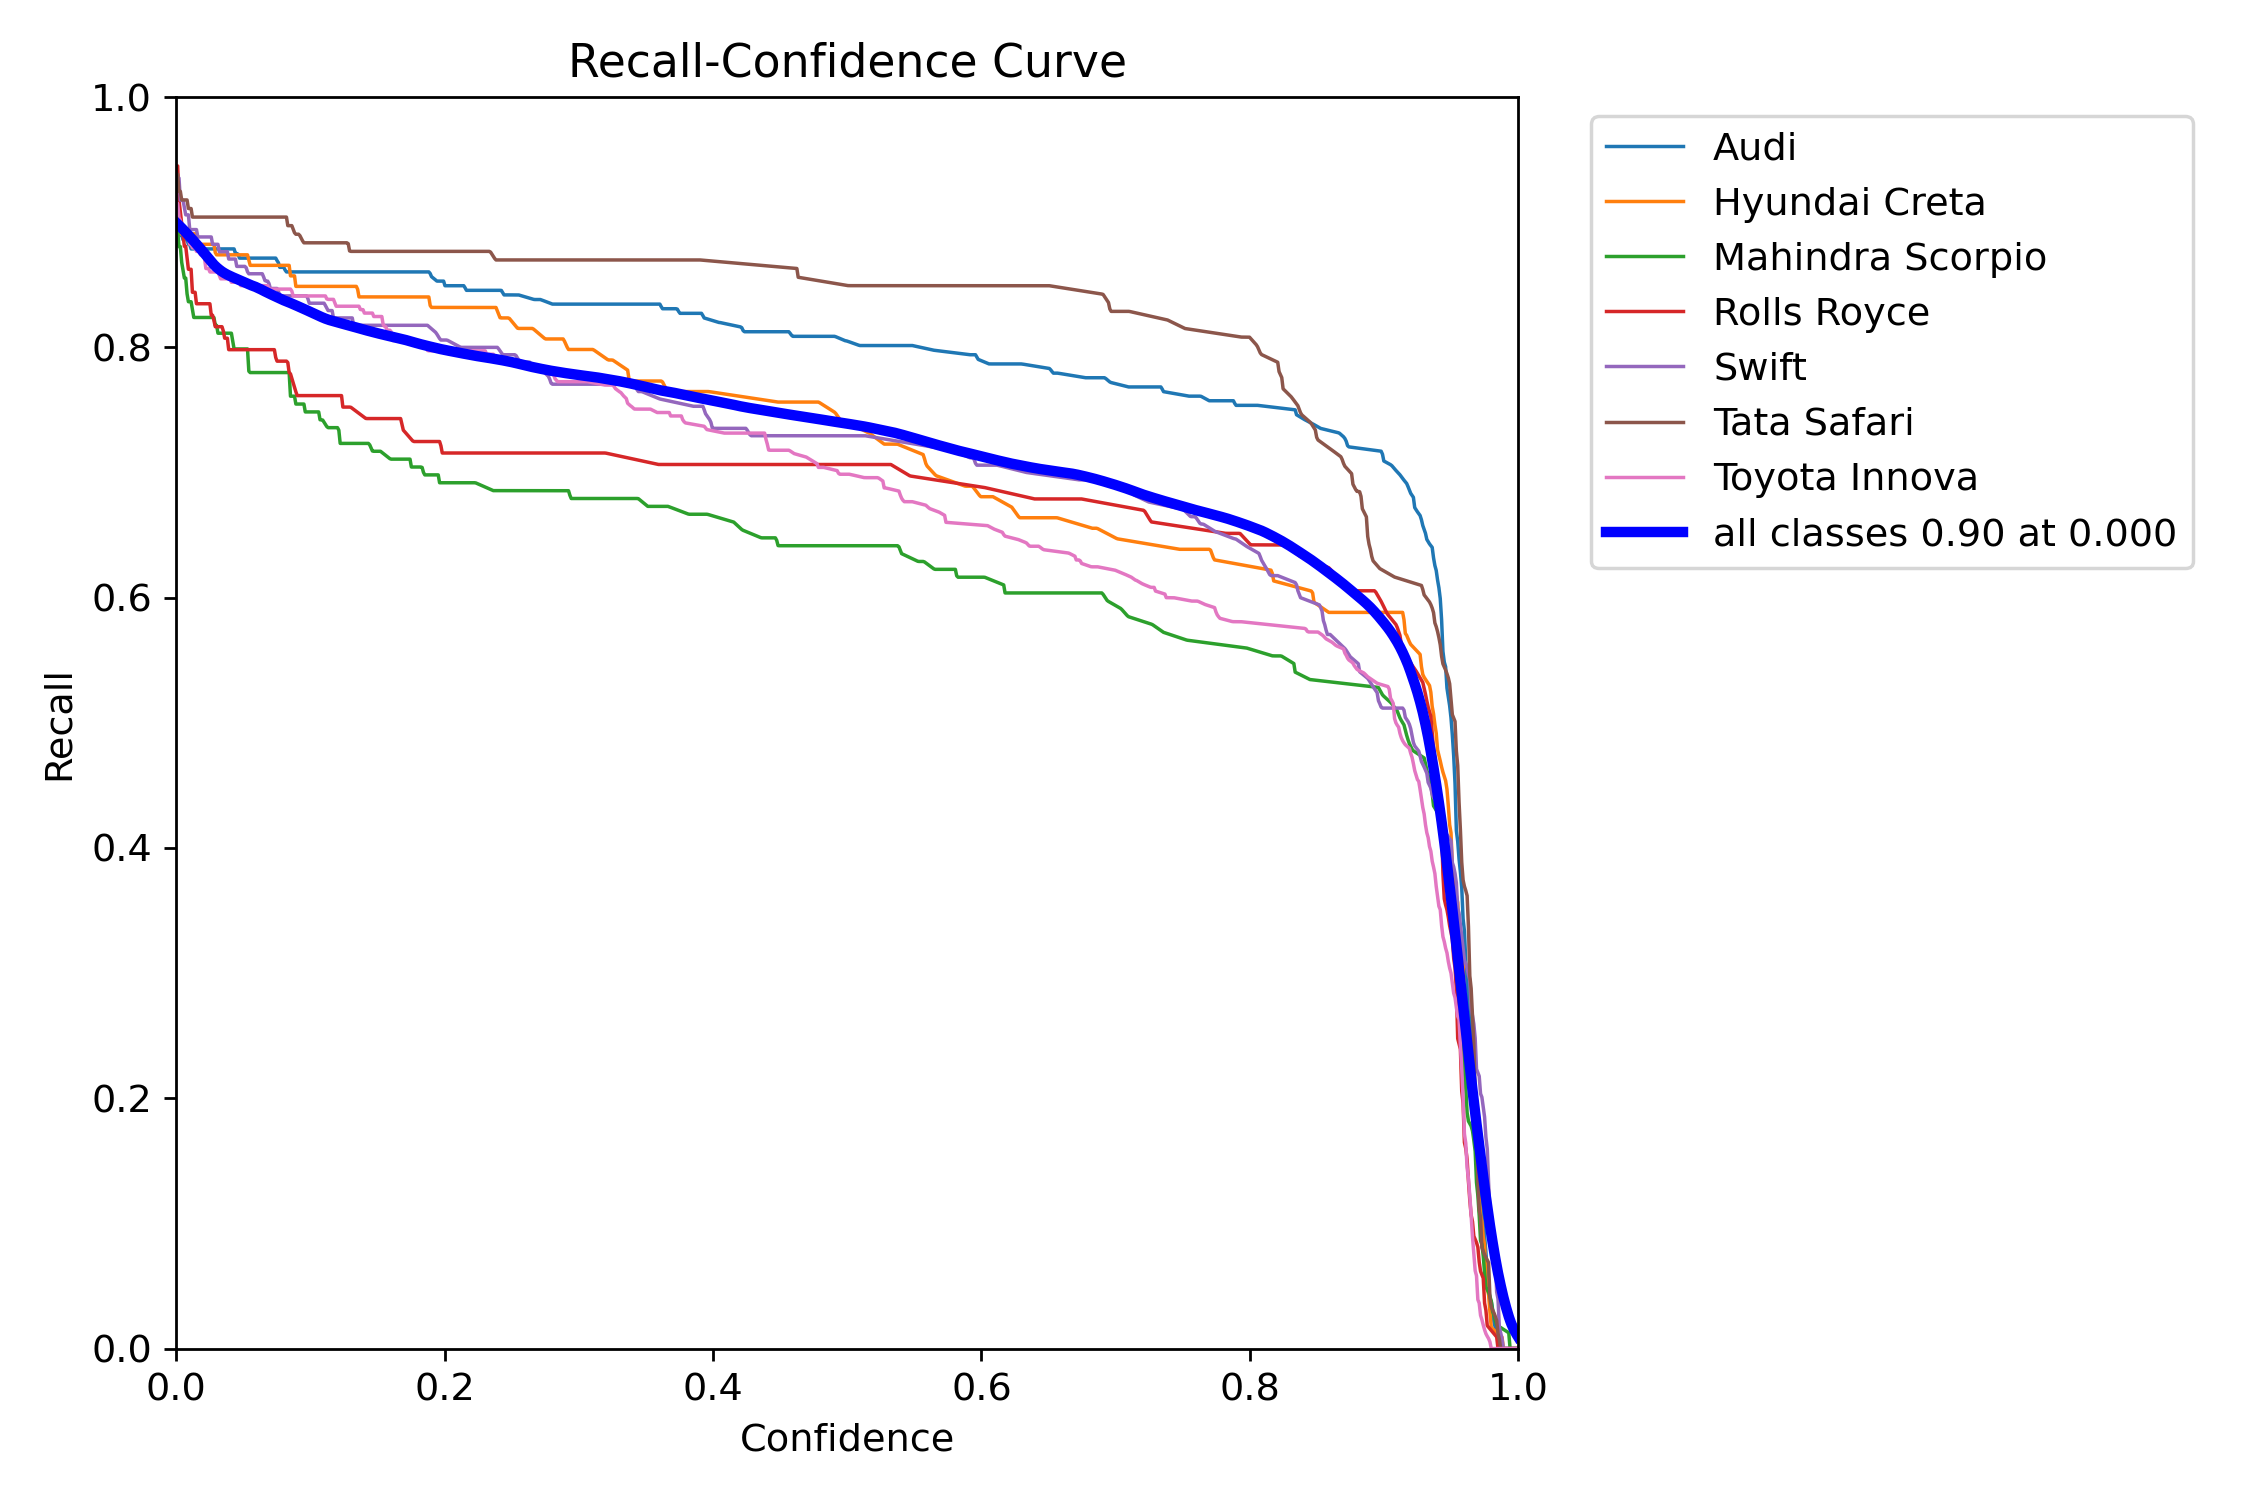 Recall-Confidence Curve
1.0
0.8
0.6
0.4
0.2
0.0
Recall
0.0 0.2 0.4 0.6 0.8 1.0
Confidence
Audi
Hyundai Creta
Mahindra Scorpio
Rolls Royce
Swift
Tata Safari
Toyota Innova
all classes 0.90 at 0.000